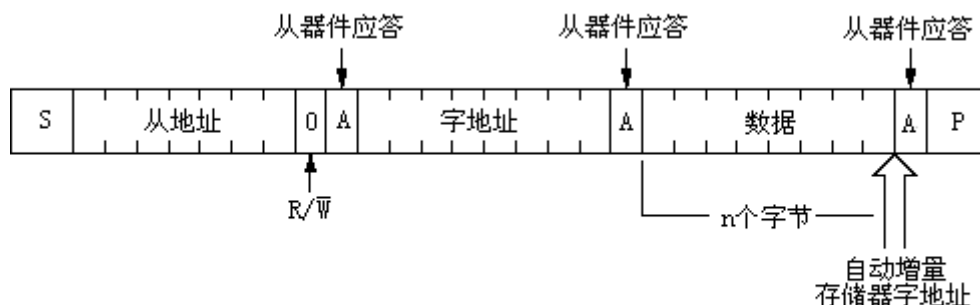 从器件应答 从器件应答 从器件应答
S 从地址 0 A 字地址 A 数据 A P
R/W̅
n个字节
自动增量
存储器字地址